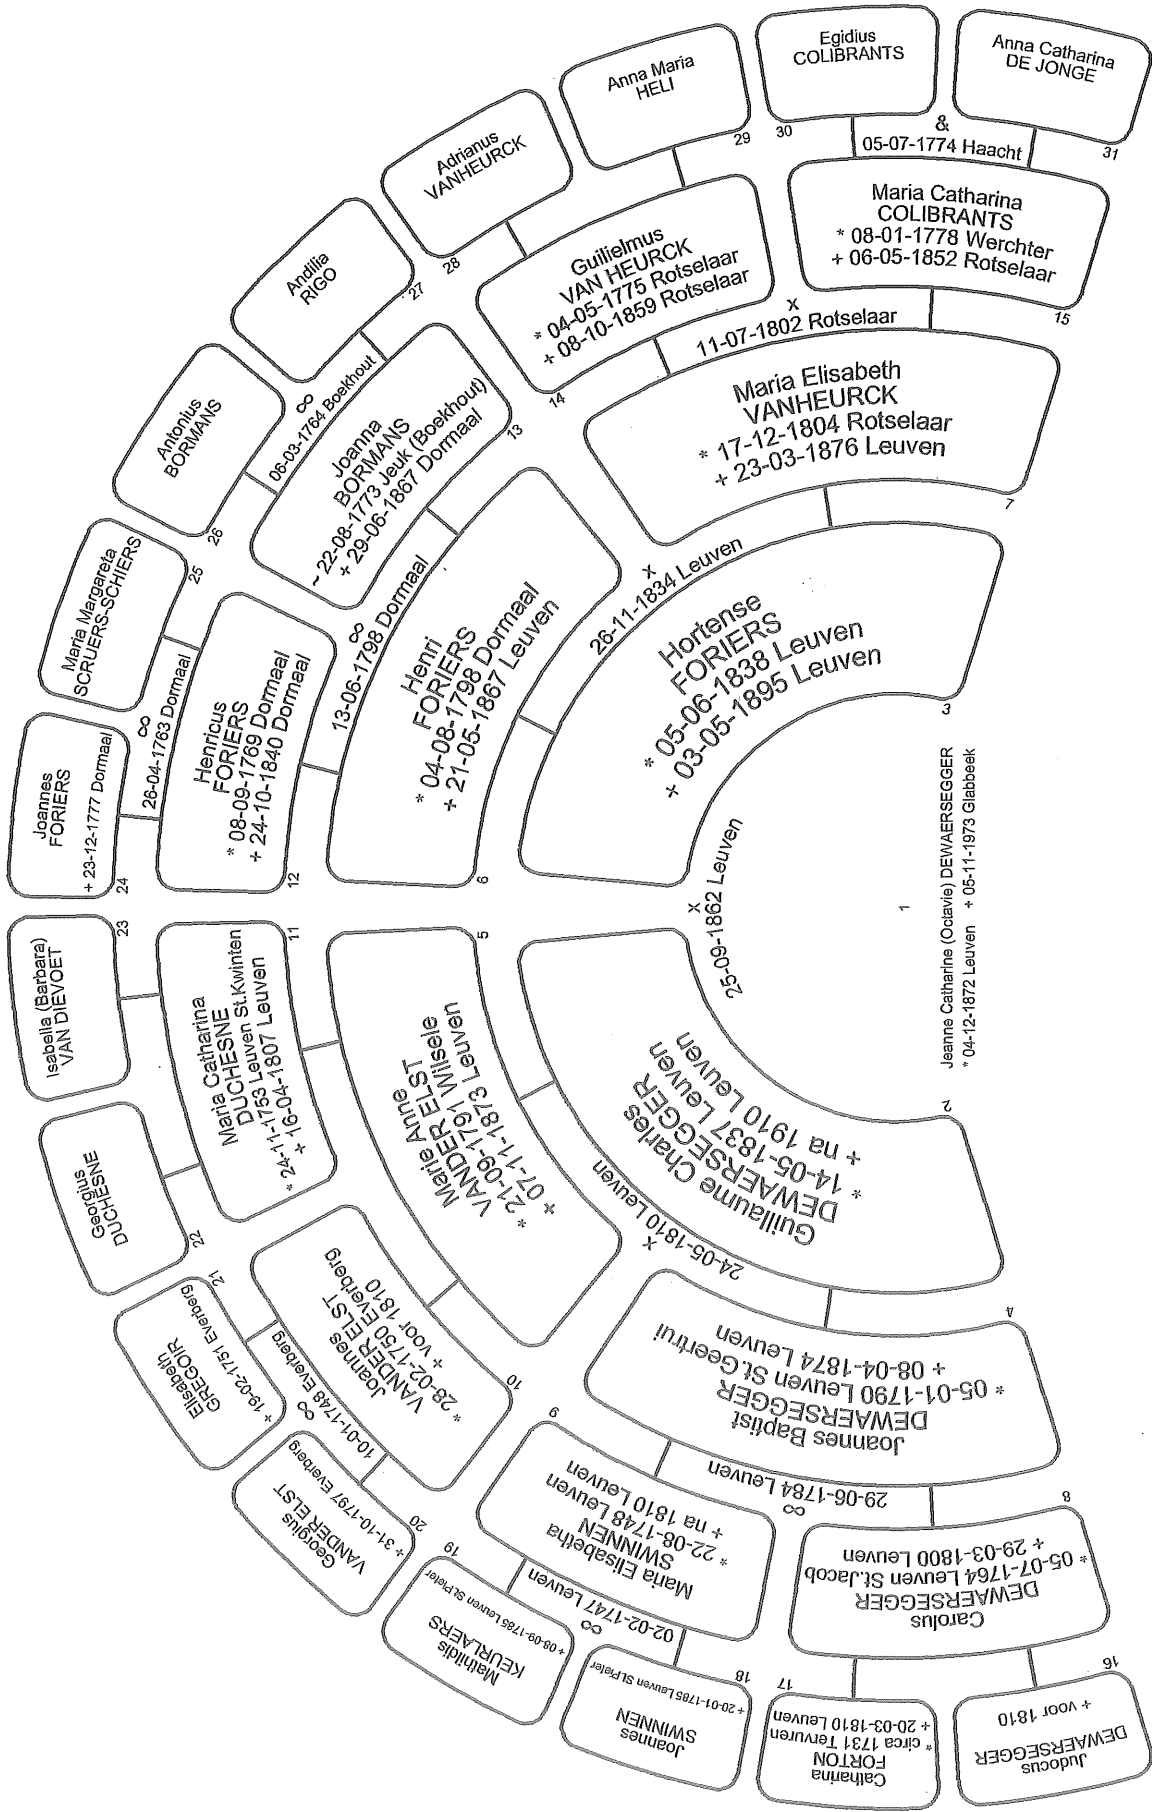 1
Jeanne Catharine (Octavie) DEWAERSEGGER
* 04-12-1872 Leuven + 05-11-1973 Glabbeek
x
25-09-1862 Leuven
2
Guillaume Charles
DEWAERSEGGER
* 14-05-1837 Leuven
+ na 1910 Leuven
3
Hortense
FORIERS
* 05-06-1838 Leuven
+ 03-05-1895 Leuven
24-05-1810 Leuven
x
4
Joannes Baptist
DEWAERSEGGER
* 05-01-1790 Leuven St.Geertrui
+ 08-04-1874 Leuven
5
Marie Anne
VANDER ELST
* 21-09-1791 Wilsele
+ 07-11-1873 Leuven
x
26-11-1834 Leuven
6
Henri
FORIERS
* 04-08-1798 Dormaal
+ 21-05-1867 Leuven
7
Maria Elisabeth
VANHEURCK
* 17-12-1804 Rotselaar
+ 23-03-1876 Leuven
29-06-1784 Leuven
∞
8
Carolus
DEWAERSEGGER
* 05-07-1764 Leuven St.Jacob
+ 29-03-1800 Leuven
9
Maria Elisabetha
SWINNEN
* 22-08-1748 Leuven
+ na 1810 Leuven
10
Joannes
VANDER ELST
* 28-02-1750 Everberg
+ voor 1810
11
Maria Catharina
DUCHESNE
* 24-11-1753 Leuven St.Kwinten
+ 16-04-1807 Leuven
∞
13-06-1798 Dormaal
12
Henricus
FORIERS
* 08-09-1769 Dormaal
+ 24-10-1840 Dormaal
13
Joanna
BORMANS
~ 22-08-1773 Jeuk (Boekhout)
+ 29-06-1867 Dormaal
x
11-07-1802 Rotselaar
14
Guilielmus
VAN HEURCK
* 04-05-1775 Rotselaar
+ 08-10-1859 Rotselaar
15
Maria Catharina
COLIBRANTS
* 08-01-1778 Werchter
+ 06-05-1852 Rotselaar
16
Judocus
DEWAERSEGGER
+ voor 1810
17
Catharina
FORTON
* circa 1731 Tervuren
+ 20-03-1810 Leuven
02-02-1747 Leuven
∞
18
Joannes
SWINNEN
+ 20-01-1785 Leuven St.Pieter
19
Mathildis
KEURLAERS
+ 08-09-1785 Leuven St.Pieter
10-01-1748 Everberg
∞
20
Georgius
VANDER ELST
+ 31-10-1797 Everberg
21
Elisabeth
GREGOIR
+ 19-02-1751 Everberg
22
Georgius
DUCHESNE
23
Isabella (Barbara)
VAN DIEVOET
∞
26-04-1763 Dormaal
24
Joannes
FORIERS
+ 23-12-1777 Dormaal
25
Maria Margareta
SCRUERS-SCHIERS
∞
06-03-1764 Boekhout
26
Antonius
BORMANS
27
Andilia
RIGO
28
Adrianus
VANHEURCK
29
Anna Maria
HELI
&
05-07-1774 Haacht
30
Egidius
COLIBRANTS
31
Anna Catharina
DE JONGE